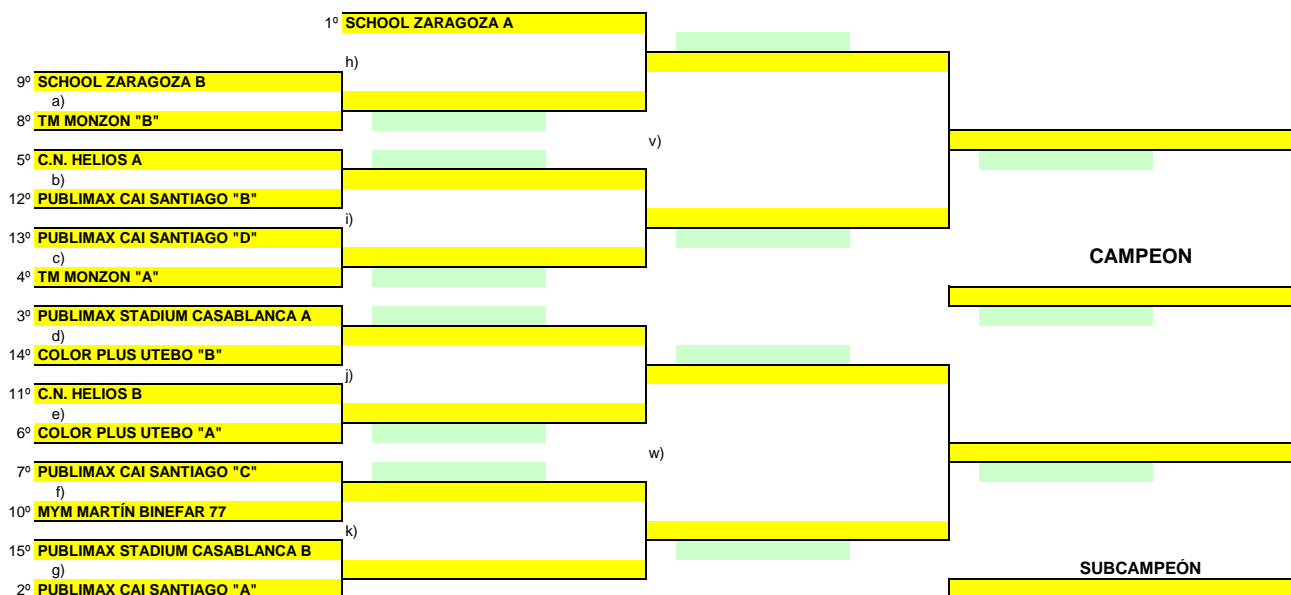 1º SCHOOL ZARAGOZA A
h)
9º SCHOOL ZARAGOZA B
a)
8º TM MONZON "B"
v)
5º C.N. HELIOS A
b)
12º PUBLIMAX CAI SANTIAGO "B"
i)
13º PUBLIMAX CAI SANTIAGO "D"
c)
CAMPEON
4º TM MONZON "A"
3º PUBLIMAX STADIUM CASABLANCA A
d)
14º COLOR PLUS UTEBO "B"
j)
11º C.N. HELIOS B
e)
6º COLOR PLUS UTEBO "A"
w)
7º PUBLIMAX CAI SANTIAGO "C"
f)
10º MYM MARTÍN BINEFAR 77
k)
15º PUBLIMAX STADIUM CASABLANCA B
g)
SUBCAMPEÓN
2º PUBLIMAX CAI SANTIAGO "A"